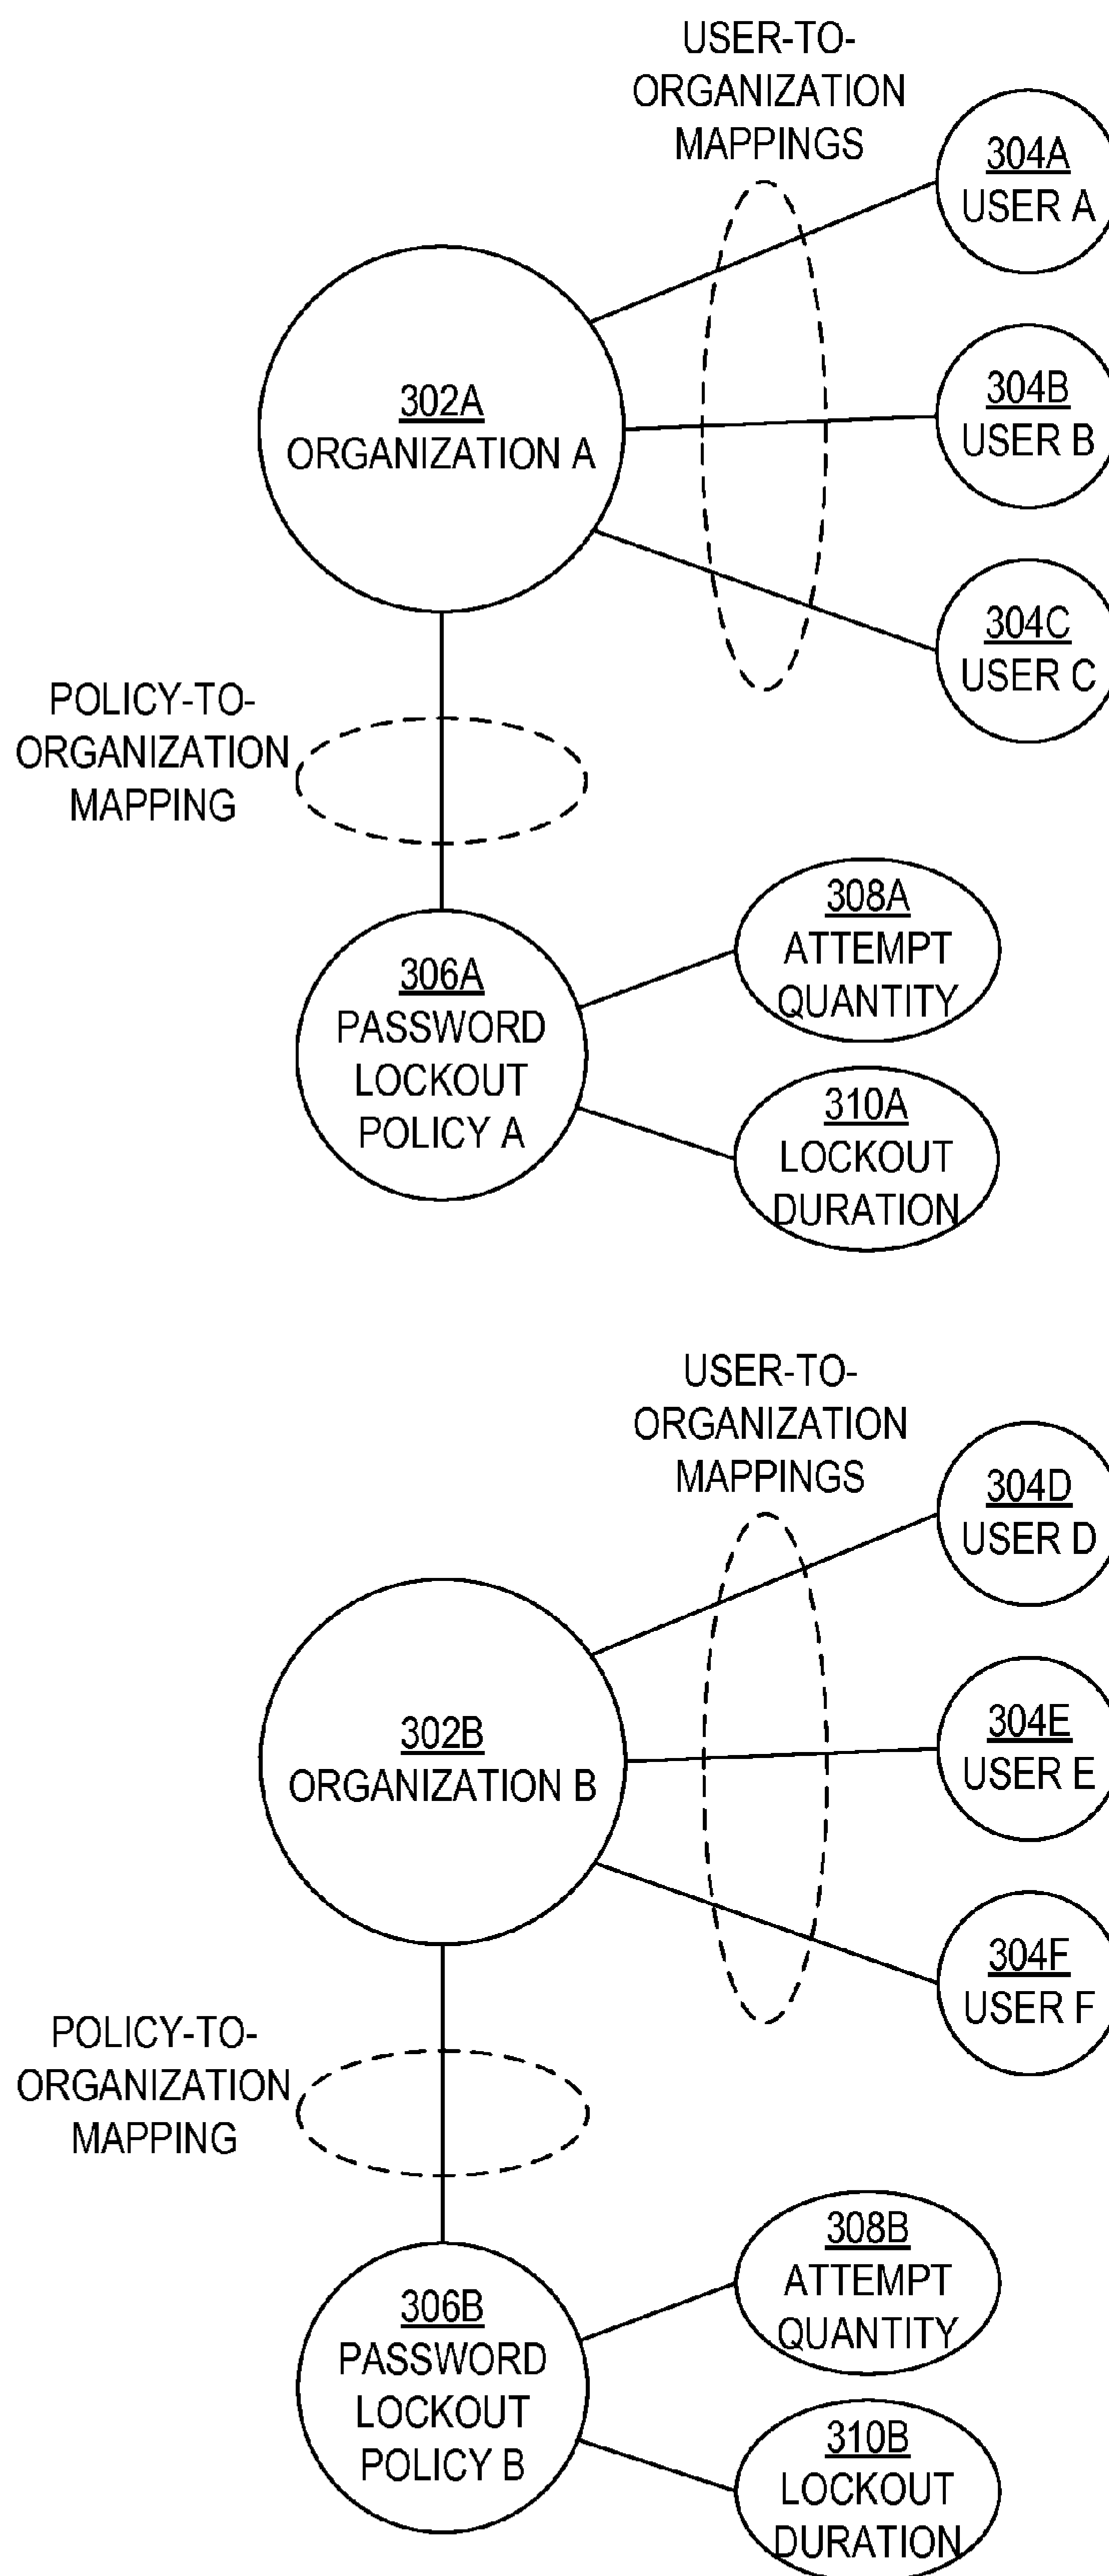 USER-TO-
ORGANIZATION
MAPPINGS
304A
USER A
302A
ORGANIZATION A
304B
USER B
304C
USER C
POLICY-TO-
ORGANIZATION
MAPPING
306A
PASSWORD
LOCKOUT
POLICY A
308A
ATTEMPT
QUANTITY
310A
LOCKOUT
DURATION
USER-TO-
ORGANIZATION
MAPPINGS
304D
USER D
302B
ORGANIZATION B
304E
USER E
304F
USER F
POLICY-TO-
ORGANIZATION
MAPPING
306B
PASSWORD
LOCKOUT
POLICY B
308B
ATTEMPT
QUANTITY
310B
LOCKOUT
DURATION